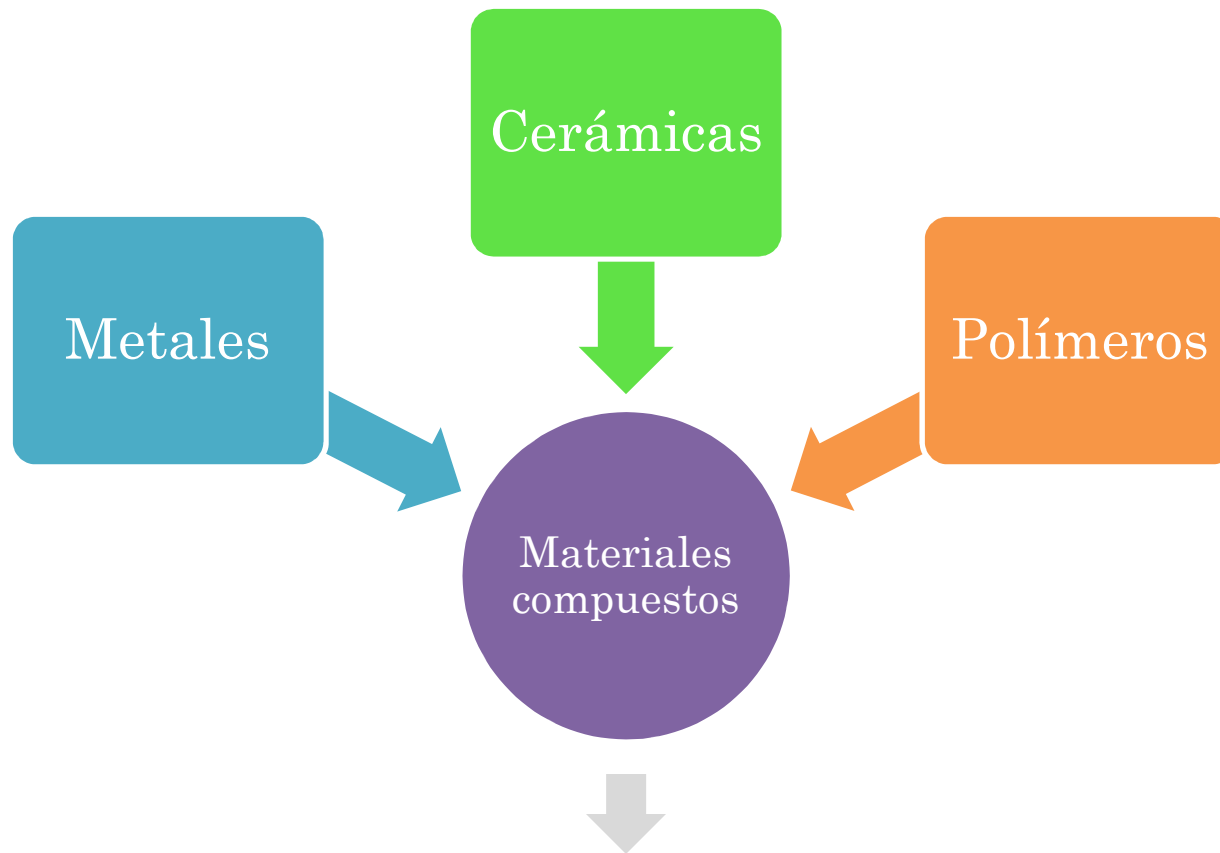 Cerámicas
Metales
Polímeros
Materiales
compuestos